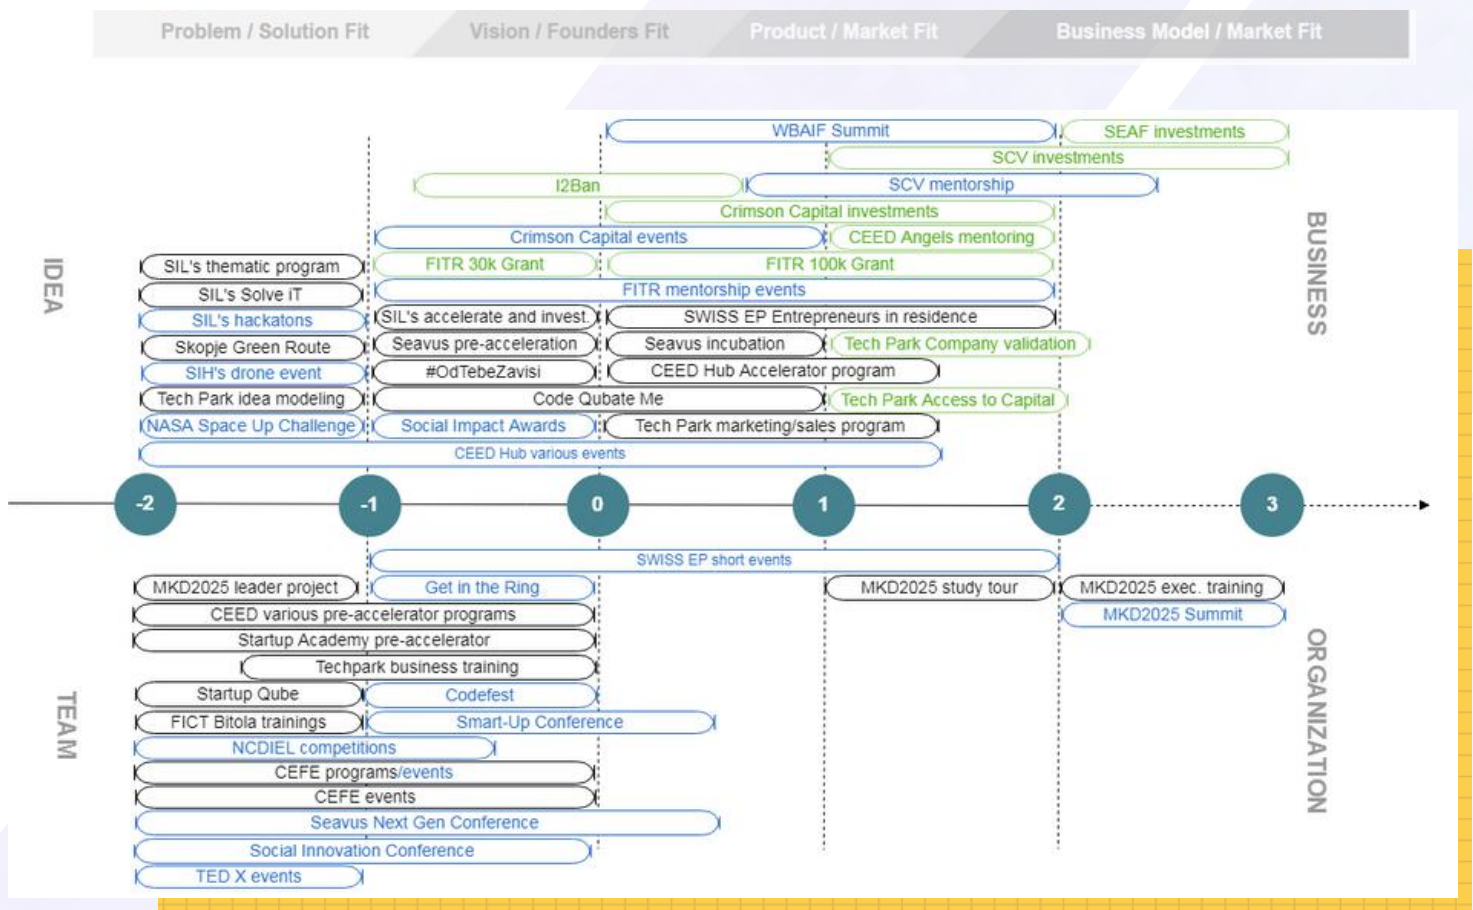 Problem / Solution Fit
Vision / Founders Fit
Product / Market Fit
Business Model / Market Fit
WBAIF Summit
SEAF investments
SCV investments
I2Ban
SCV mentorship
Crimson Capital investments
Crimson Capital events
CEED Angels mentoring
SIL's thematic program
FITR 30k Grant
FITR 100k Grant
SIL's Solve iT
FITR mentorship events
SIL's hackatons
SIL's accelerate and invest.
SWISS EP Entrepreneurs in residence
Skopje Green Route
Seavus pre-acceleration
Seavus incubation
Tech Park Company validation
SIH's drone event
#OdTebeZavisi
CEED Hub Accelerator program
Tech Park idea modeling
Code Qubate Me
Tech Park Access to Capital
NASA Space Up Challenge
Social Impact Awards
Tech Park marketing/sales program
CEED Hub various events
IDEA
BUSINESS
-2
-1
0
1
2
3
SWISS EP short events
MKD2025 leader project
Get in the Ring
MKD2025 study tour
MKD2025 exec. training
CEED various pre-accelerator programs
MKD2025 Summit
Startup Academy pre-accelerator
Techpark business training
Startup Qube
Codefest
FICT Bitola trainings
Smart-Up Conference
NCDIEL competitions
CEFE programs/events
CEFE events
Seavus Next Gen Conference
Social Innovation Conference
TED X events
TEAM
ORGANIZATION